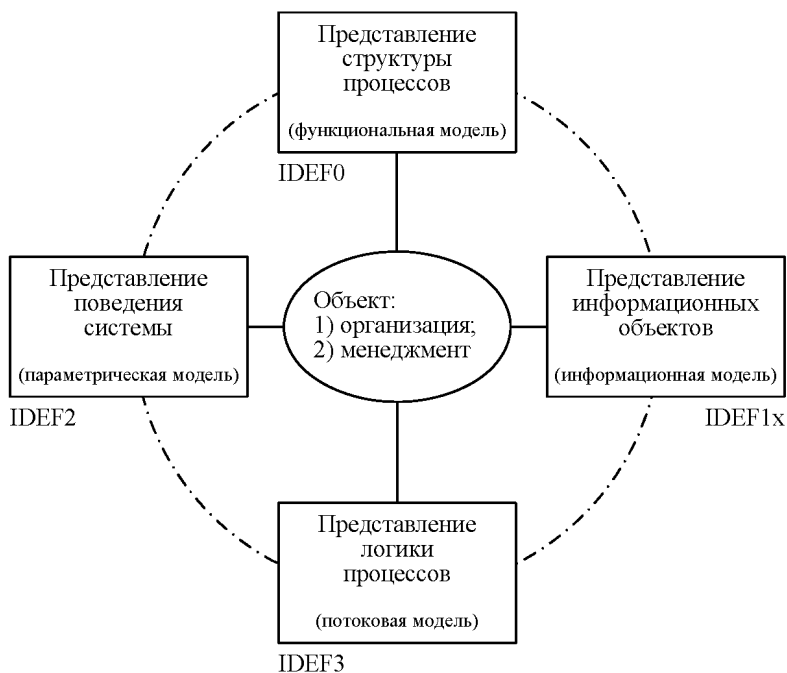 Представление
структуры
процессов
(функциональная модель)
IDEF0
Представление
поведения
системы
(параметрическая модель)
IDEF2
Объект:
1) организация;
2) менеджмент
Представление
информационных
объектов
(информационная модель)
IDEF1x
Представление
логики
процессов
(потоковая модель)
IDEF3